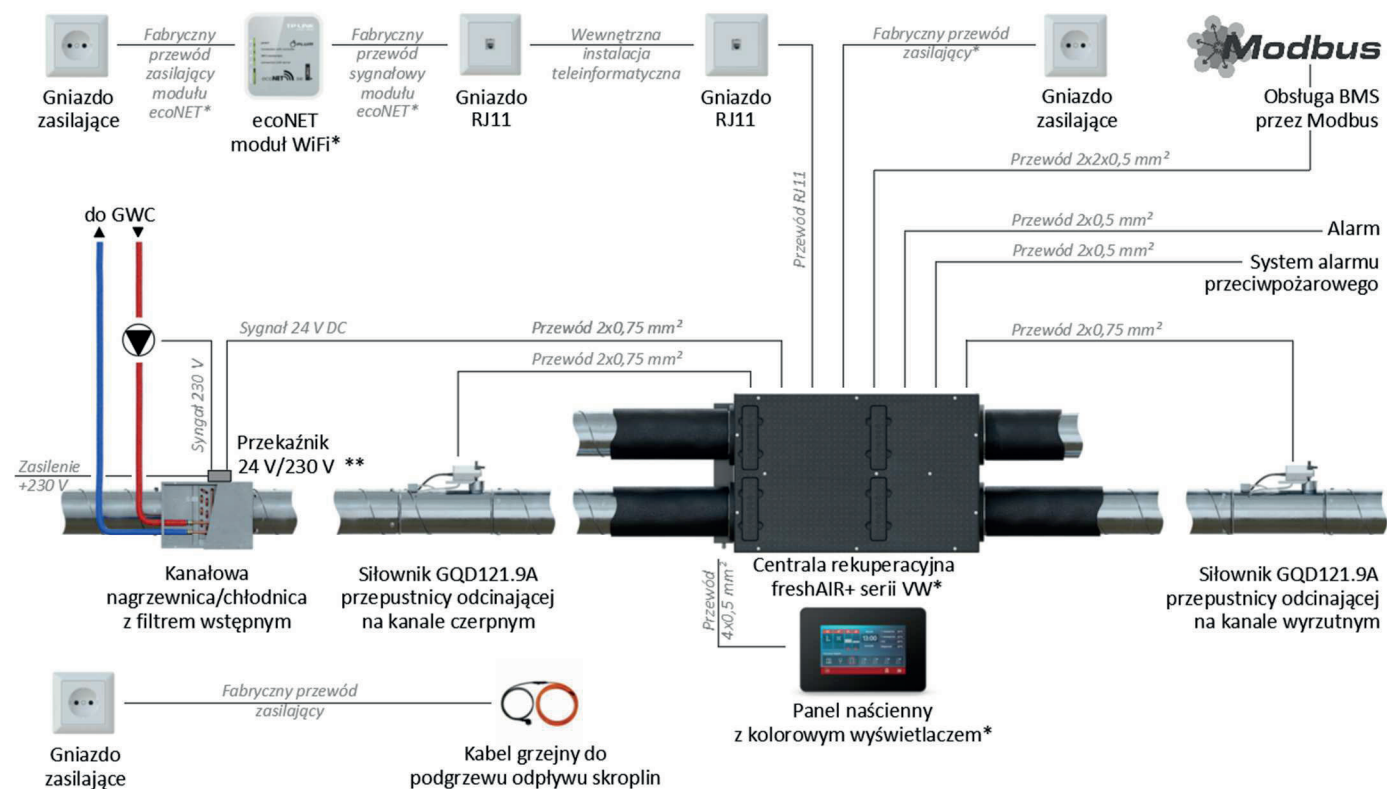 Gniazdo
zasilające
Fabryczny
przewód
zasilający
modułu
ecoNET*
TP-LINK
PLUM
ecoNET
ecoNET
moduł WiFi*
Fabryczny
przewód
sygnałowy
modułu
ecoNET*
Gniazdo
RJ11
Wewnętrzna
instalacja
teleinformatyczna
Gniazdo
RJ11
Fabryczny przewód
zasilający*
Gniazdo
zasilające
Modbus
Obsługa BMS
przez Modbus
Przewód 2x2x0,5 mm²
Przewód RJ11
Przewód 2x0,5 mm²
Alarm
Przewód 2x0,5 mm²
System alarmu
przeciwpożarowego
do GWC
Sygnał 24 V DC
Przewód 2x0,75 mm²
Przewód 2x0,75 mm²
Przewód 2x0,75 mm²
Syngał 230 V
Przekaźnik
24 V/230 V **
Zasilenie
+230 V
Kanałowa
nagrzewnica/chłodnica
z filtrem wstępnym
Siłownik GQD121.9A
przepustnicy odcinającej
na kanale czerpnym
Centrala rekuperacyjna
freshAIR+ serii VW*
Siłownik GQD121.9A
przepustnicy odcinającej
na kanale wyrzutnym
Przewód
4x0,5 mm²
13:00
Panel naścienny
z kolorowym wyświetlaczem*
Gniazdo
zasilające
Fabryczny przewód
zasilający
Kabel grzejny do
podgrzewu odpływu skroplin